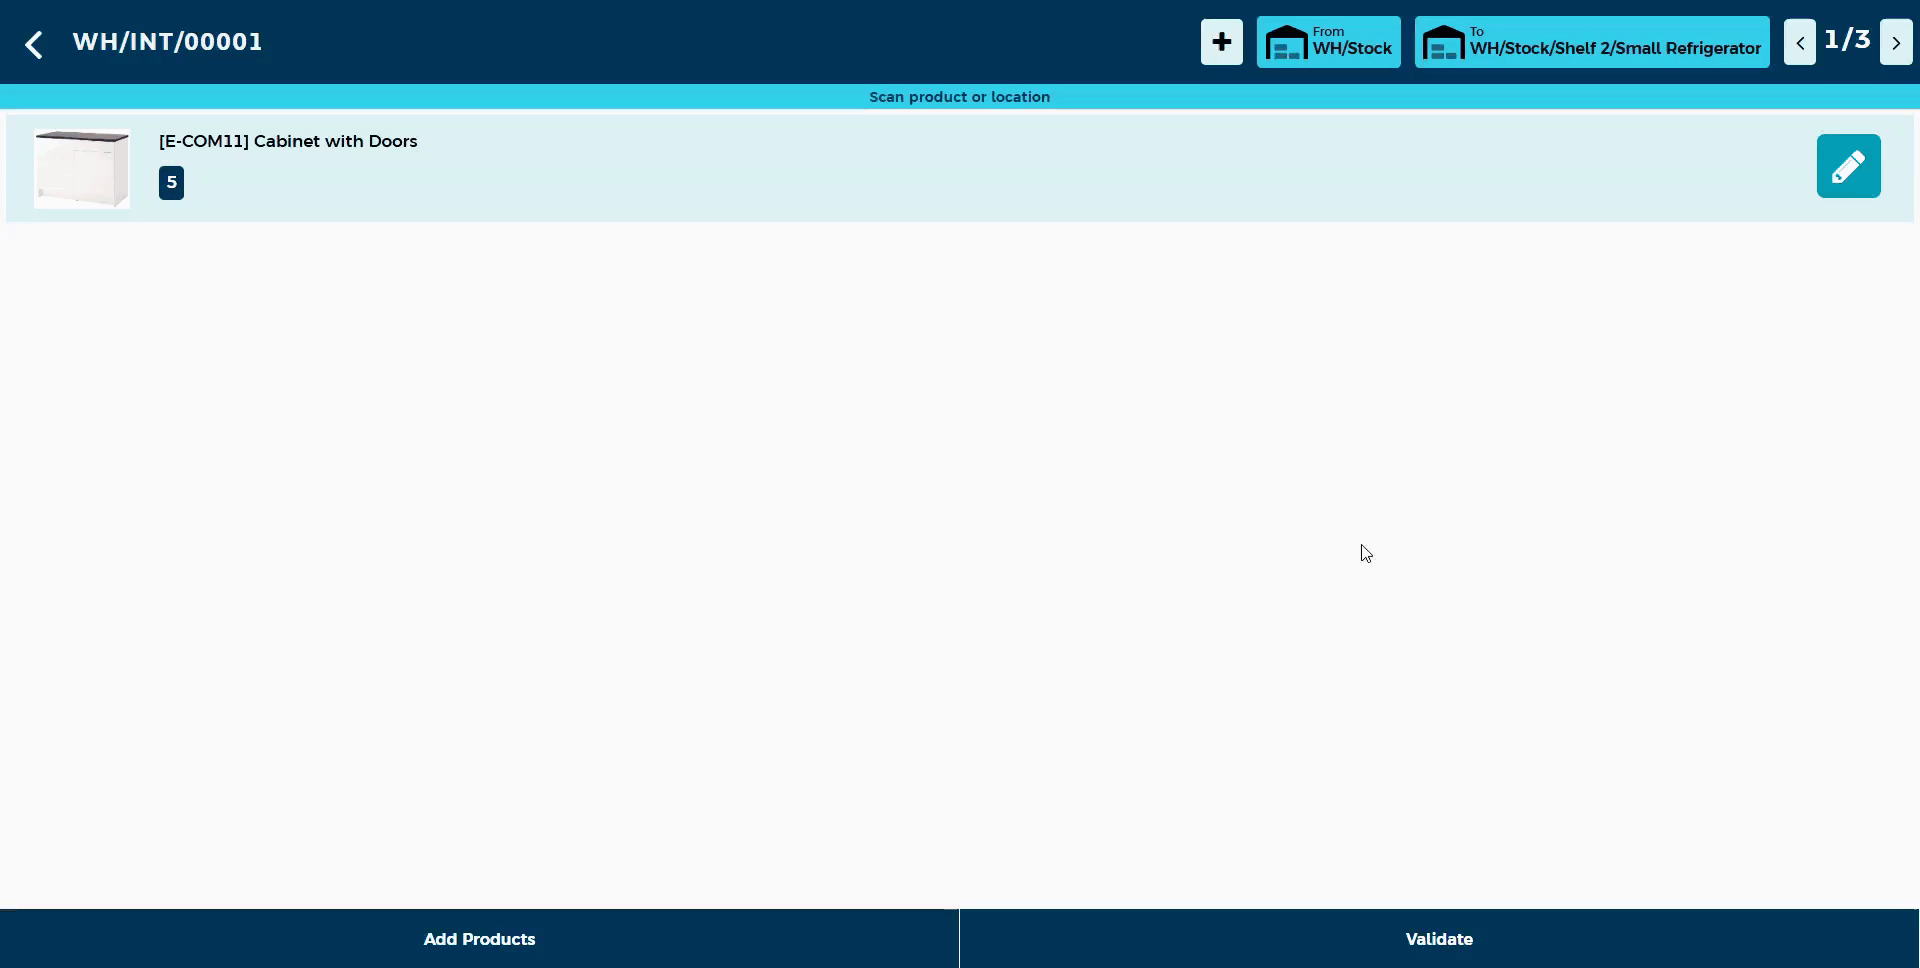 WH/INT/00001
From
WH/Stock
To
WH/Stock/Shelf 2/Small Refrigerator
1/3
Scan product or location
[E-COM11] Cabinet with Doors
5
Add Products
Validate